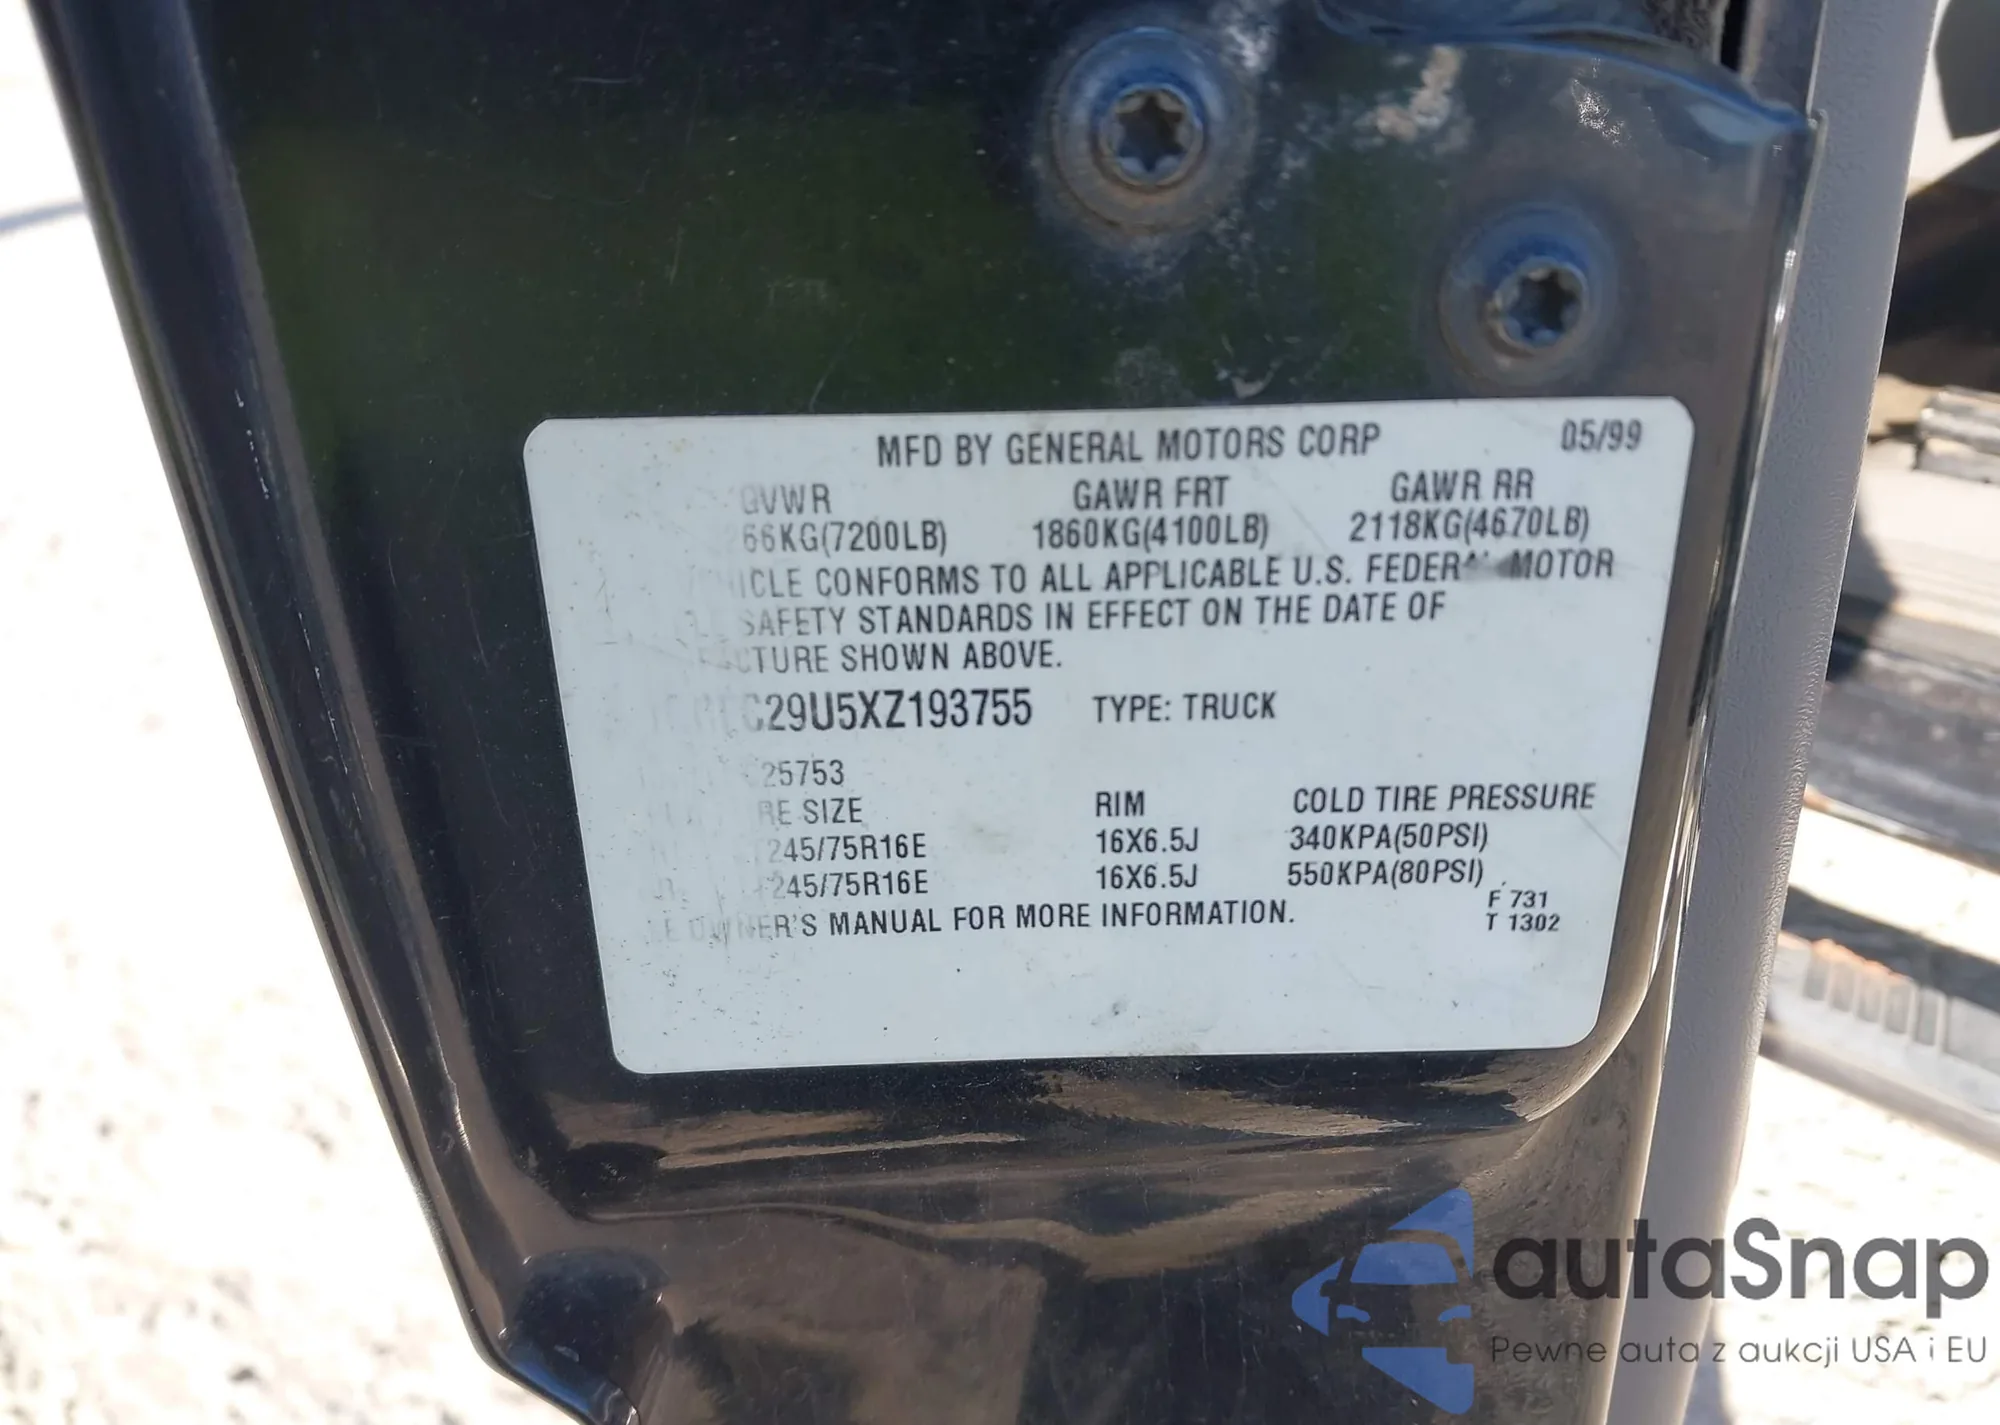 MFD BY GENERAL MOTORS CORP 05/99
GVWR GAWR FRT GAWR RR
66KG(7200LB) 1860KG(4100LB) 2118KG(4670LB)
CONFORMS TO ALL APPLICABLE U.S. FEDERAL MOTOR
SAFETY STANDARDS IN EFFECT ON THE DATE OF
CTURE SHOWN ABOVE.
C29U5XZ193755 TYPE: TRUCK
25753
RE SIZE RIM COLD TIRE PRESSURE
245/75R16E 16X6.5J 340KPA(50PSI)
245/75R16E 16X6.5J 550KPA(80PSI)
F 731
OWNER'S MANUAL FOR MORE INFORMATION. T 1302
autaSnap
Pewne auta z aukcji USA i EU